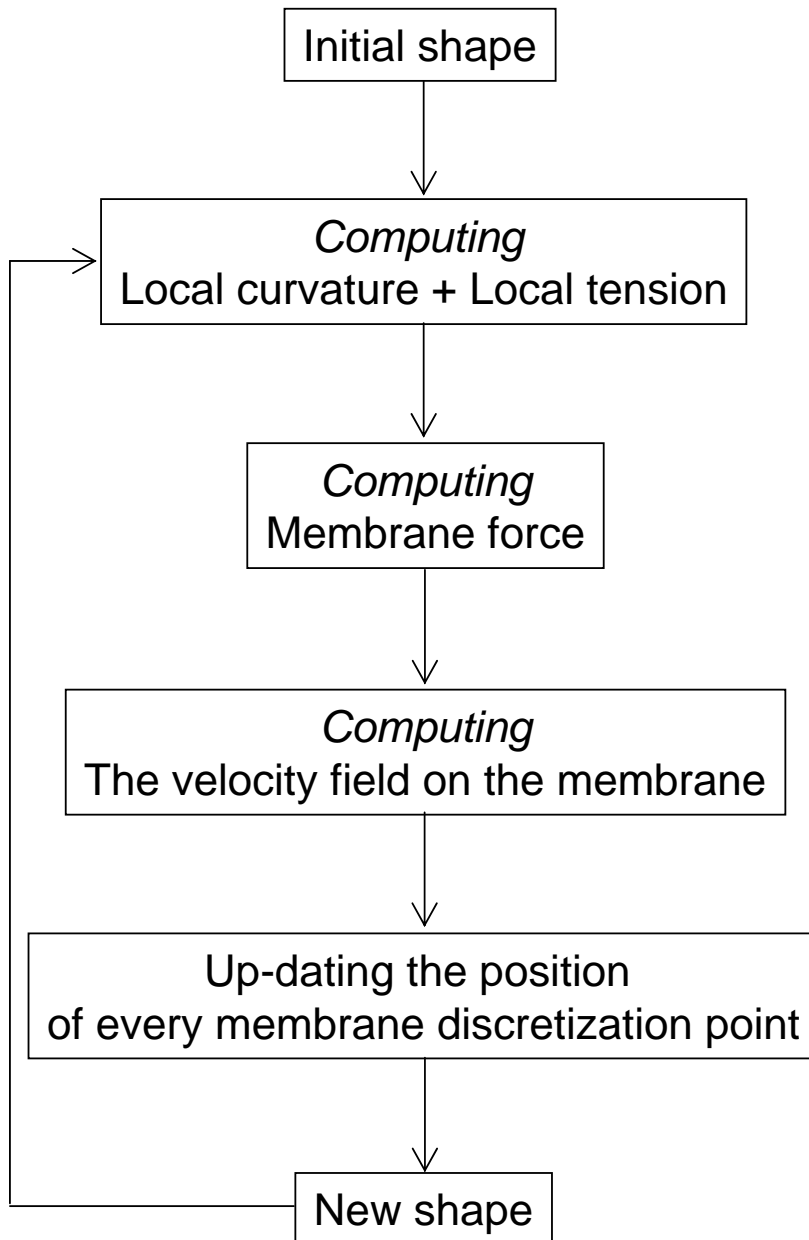 Initial shape
Computing
Local curvature + Local tension
Computing
Membrane force
Computing
The velocity field on the membrane
Up-dating the position
of every membrane discretization point
New shape